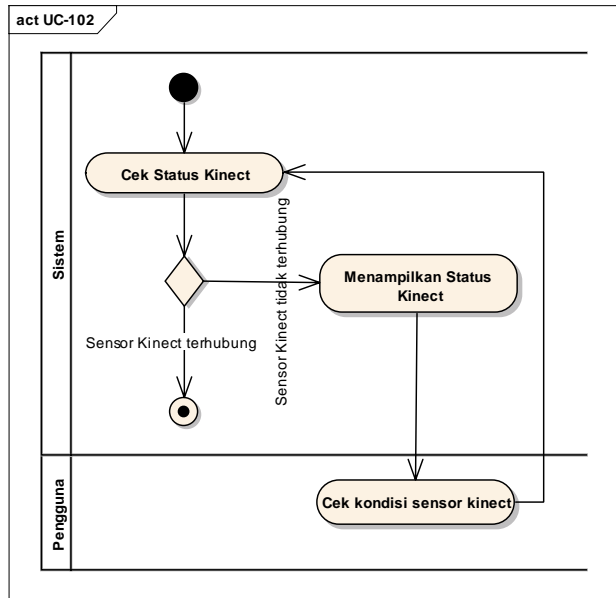 act UC-102
Sistem
Cek Status Kinect
Sensor Kinect tidak terhubung
Menampilkan Status
Kinect
Sensor Kinect terhubung
Pengguna
Cek kondisi sensor kinect